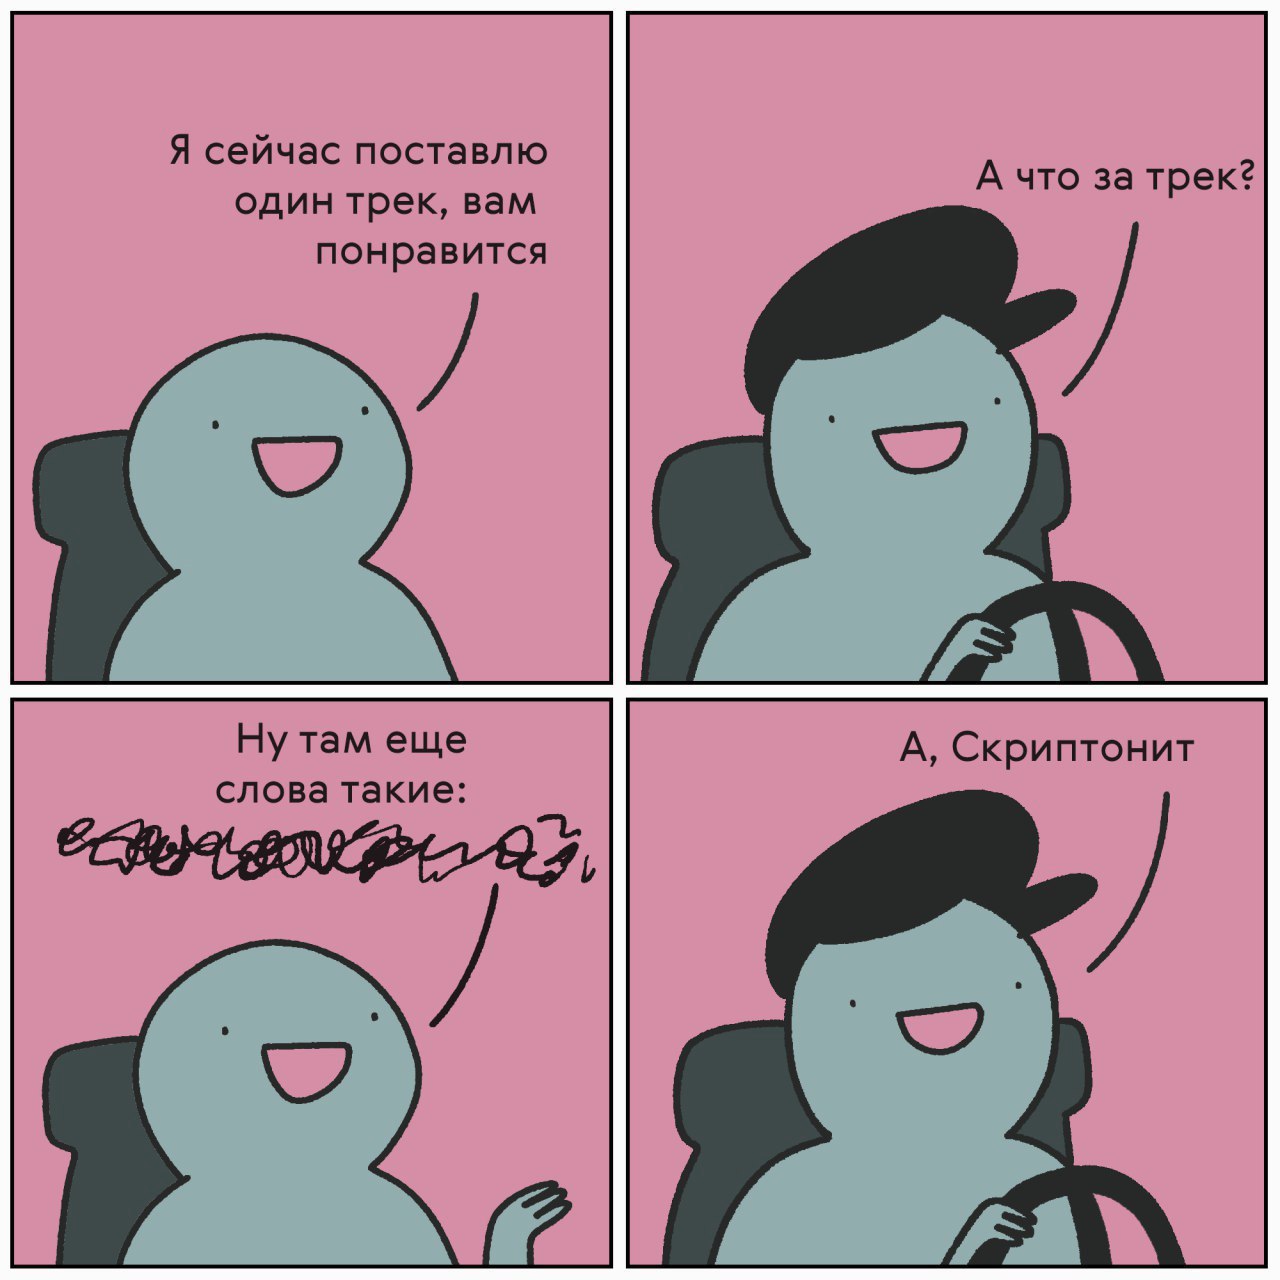 Я сейчас поставлю
один трек, вам
понравится
А что за трек?
Ну там еще
слова такие:
А, Скриптонит